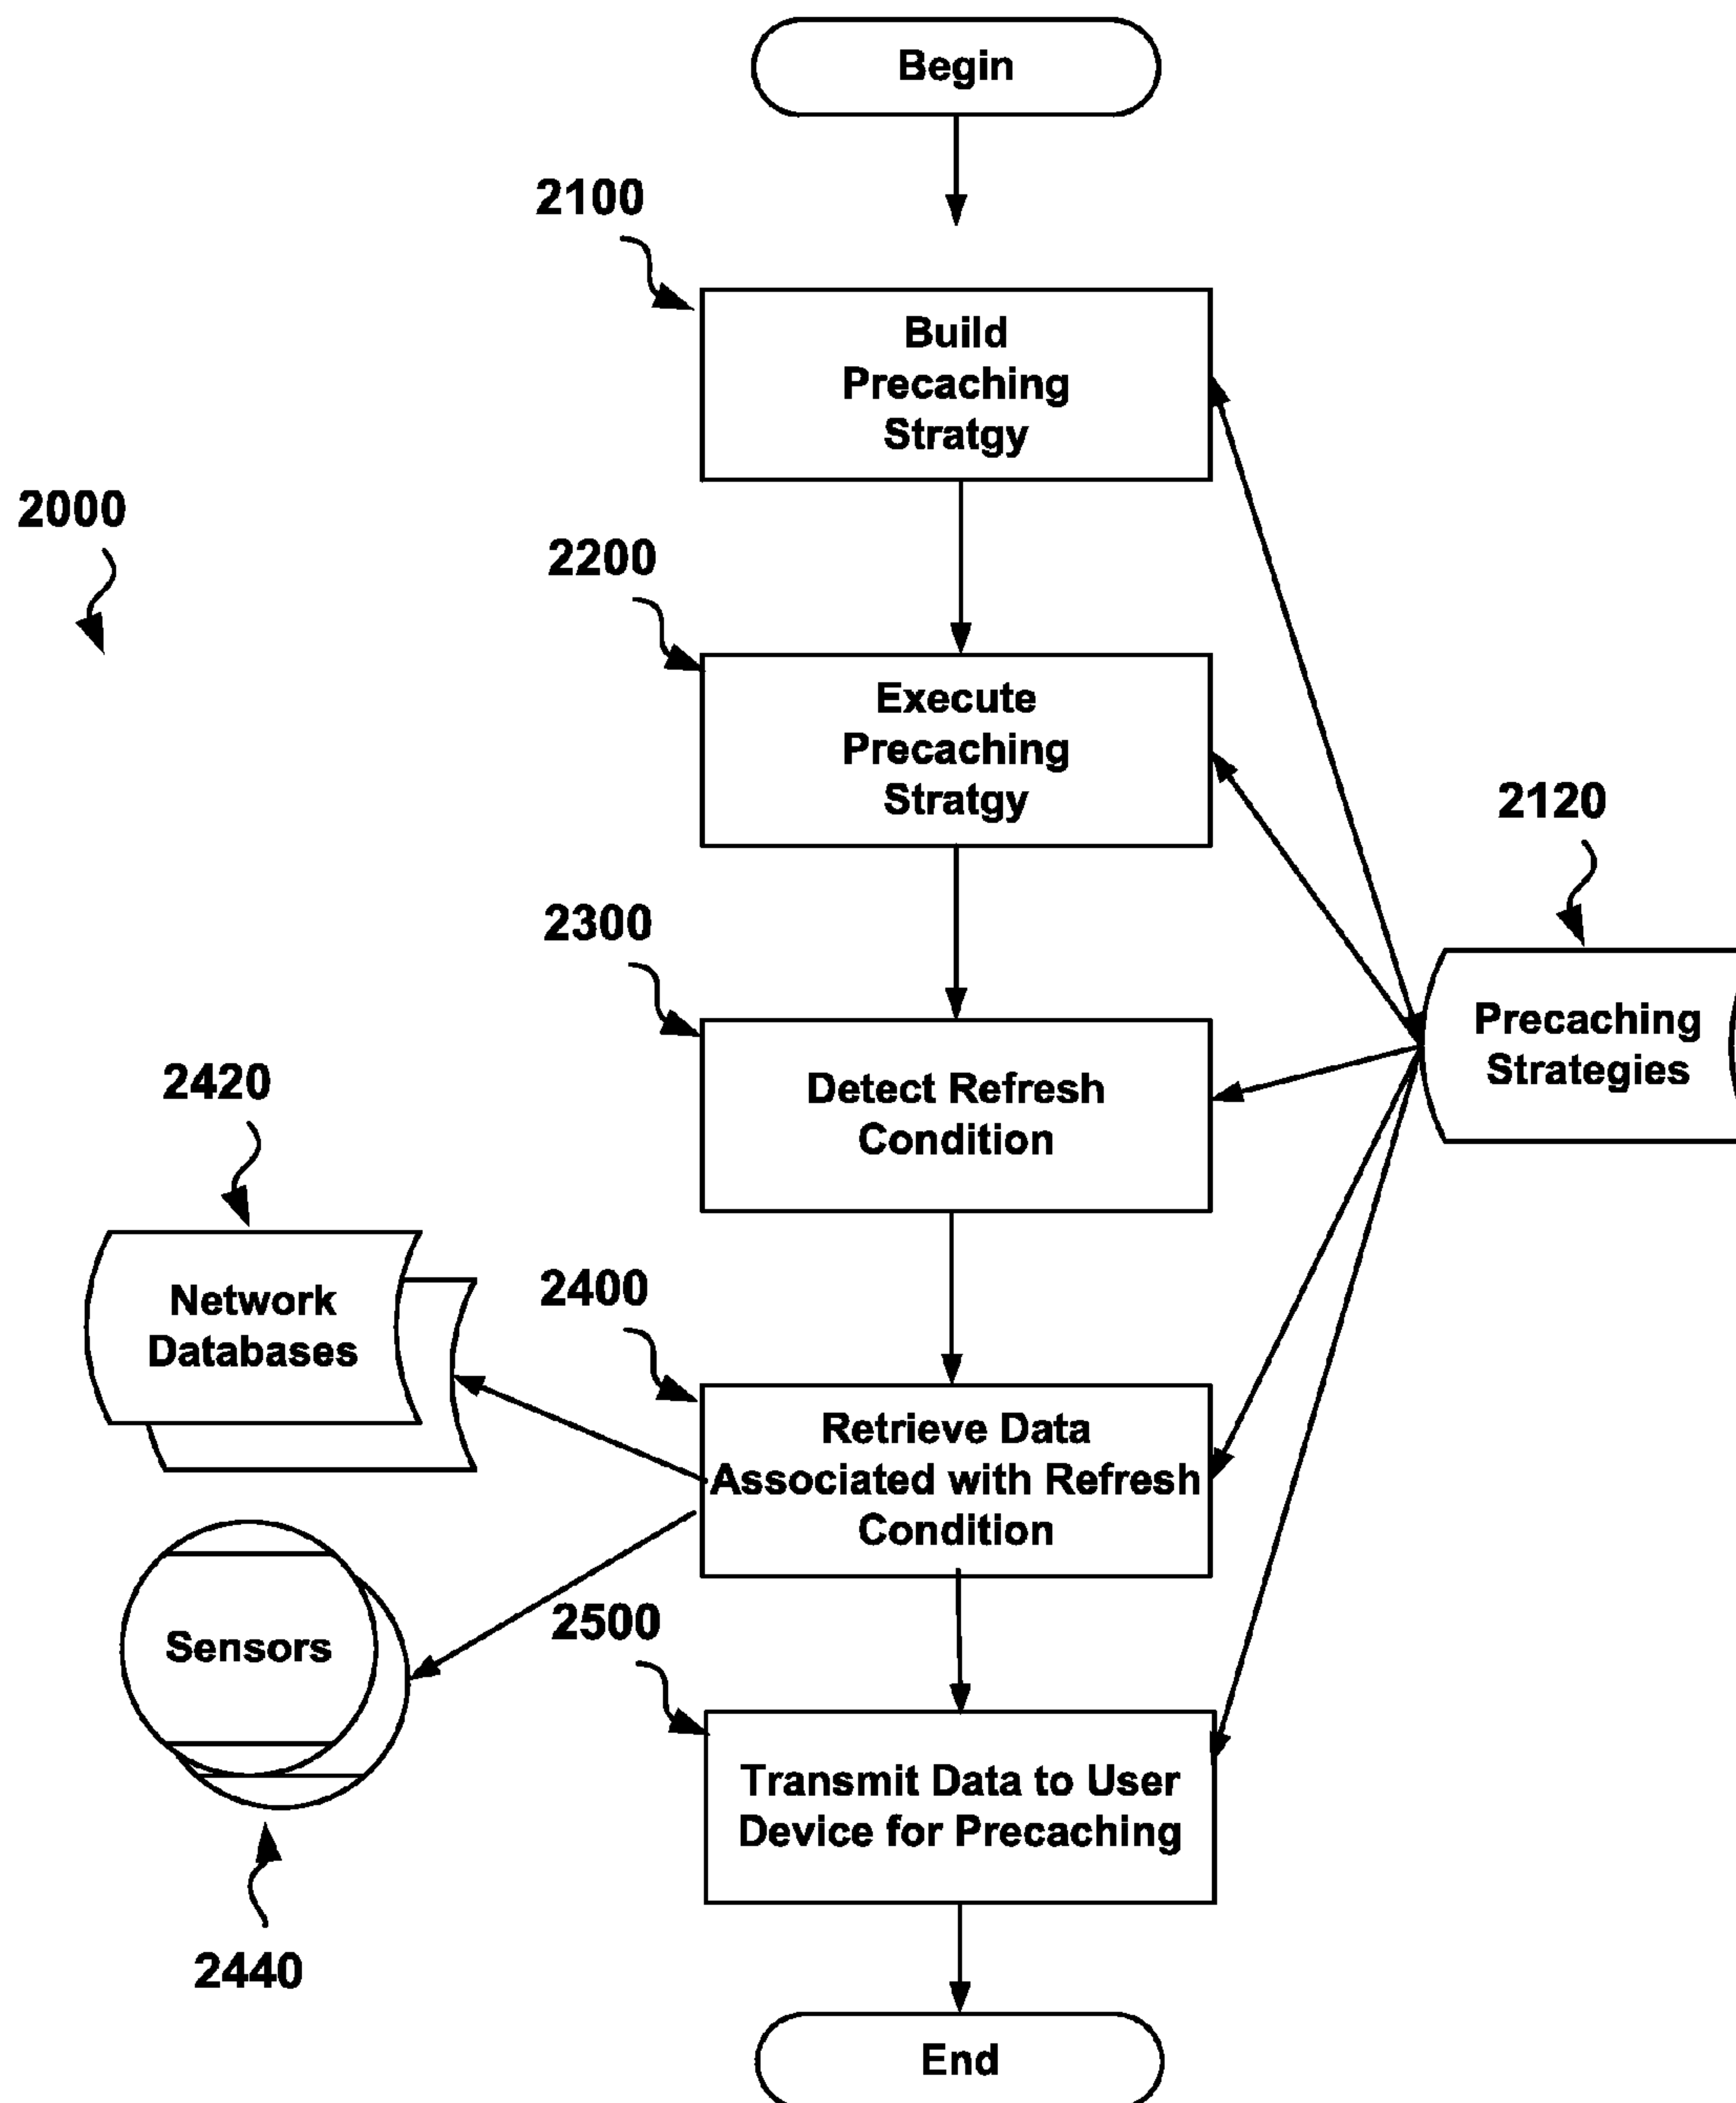 Begin
2100
Build
Precaching
Stratgy
2000
2200
Execute
Precaching
Stratgy
2120
2300
Precaching
Strategies
Detect Refresh
Condition
2420
Network
Databases
2400
Retrieve Data
Associated with Refresh
Condition
2500
Sensors
Transmit Data to User
Device for Precaching
2440
End